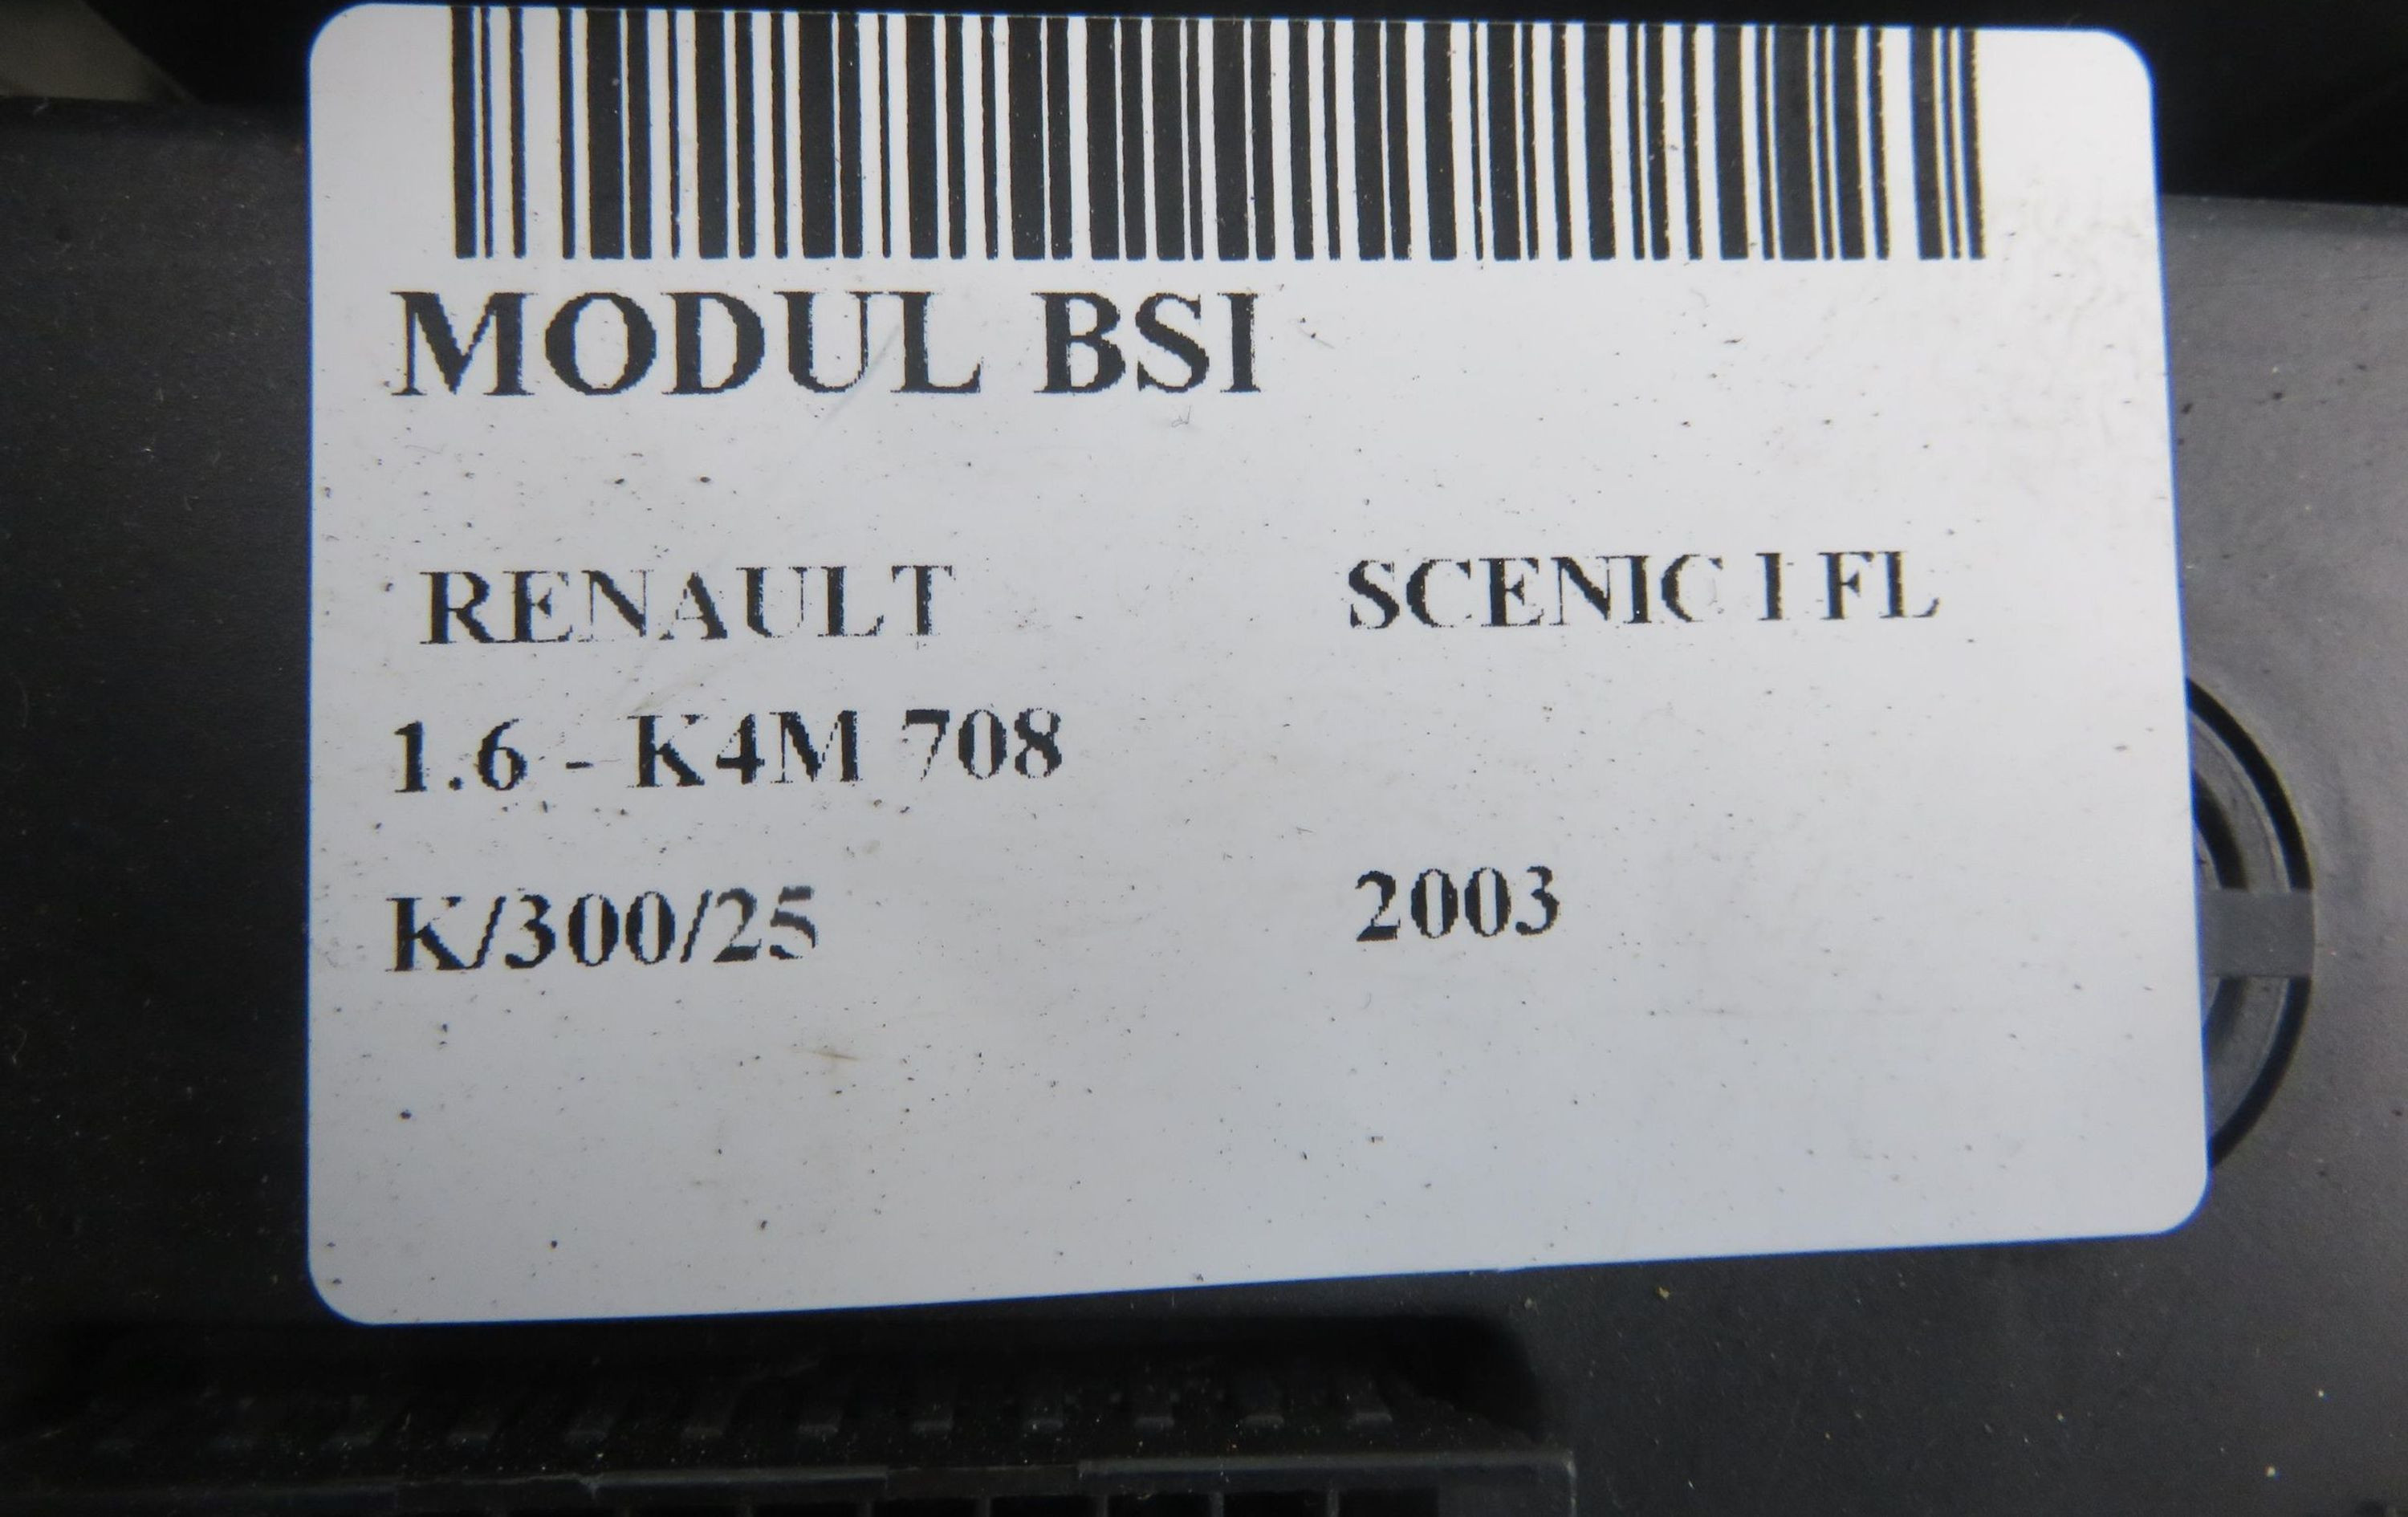 MODUL BSI
RENAULT SCENIC I FL
1.6 - K4M 708
K/300/25 2003